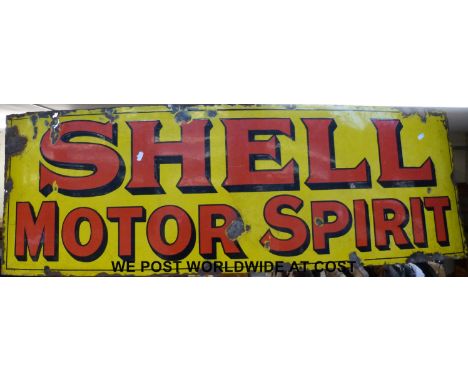 SHELL
MOTOR SPIRIT
WE POST WORLDWIDE AT COST